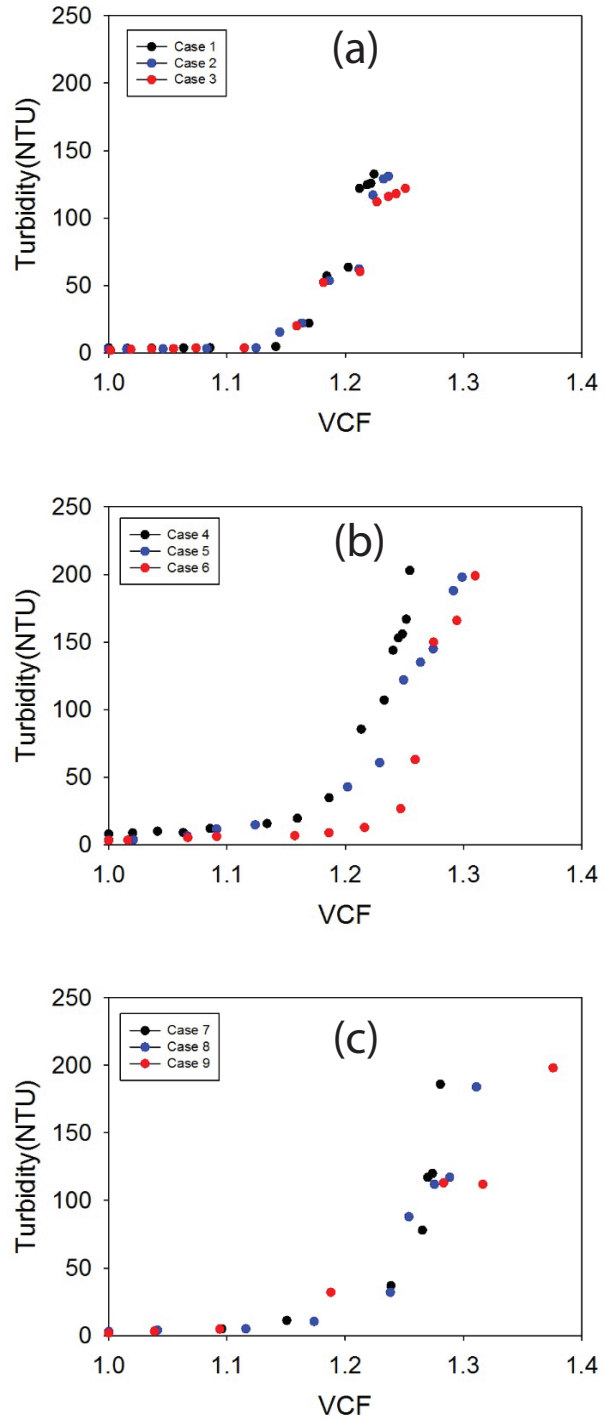 250
(a)
Case 1
Case 2
Case 3
200
150
100
50
0
Turbidity(NTU)
1.0 1.1 1.2 1.3 1.4
VCF
250
(b)
Case 4
Case 5
Case 6
200
150
100
50
0
Turbidity(NTU)
1.0 1.1 1.2 1.3 1.4
VCF
250
(c)
Case 7
Case 8
Case 9
200
150
100
50
0
Turbidity(NTU)
1.0 1.1 1.2 1.3 1.4
VCF